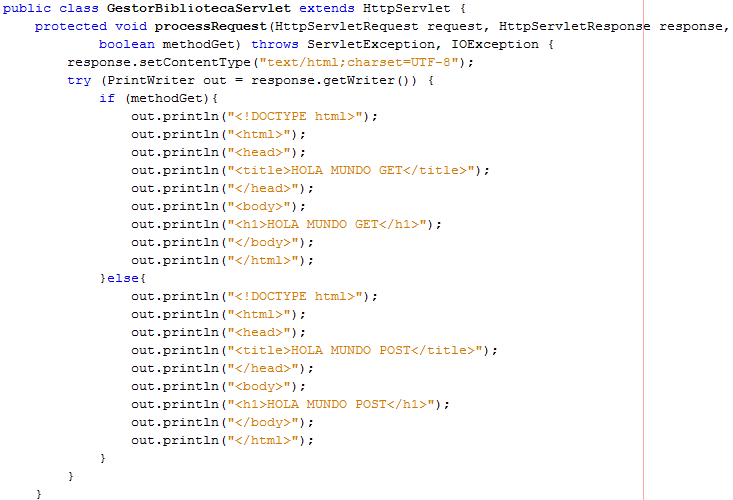 public class GestorBibliotecaServlet extends HttpServlet {
    protected void processRequest(HttpServletRequest request, HttpServletResponse response,
            boolean methodGet) throws ServletException, IOException {
        response.setContentType("text/html;charset=UTF-8");
        try (PrintWriter out = response.getWriter()) {
            if (methodGet){
                out.println("<!DOCTYPE html>");
                out.println("<html>");
                out.println("<head>");
                out.println("<title>HOLA MUNDO GET</title>");
                out.println("</head>");
                out.println("<body>");
                out.println("<h1>HOLA MUNDO GET</h1>");
                out.println("</body>");
                out.println("</html>");
            }else{
                out.println("<!DOCTYPE html>");
                out.println("<html>");
                out.println("<head>");
                out.println("<title>HOLA MUNDO POST</title>");
                out.println("</head>");
                out.println("<body>");
                out.println("<h1>HOLA MUNDO POST</h1>");
                out.println("</body>");
                out.println("</html>");
            }
        }
    }